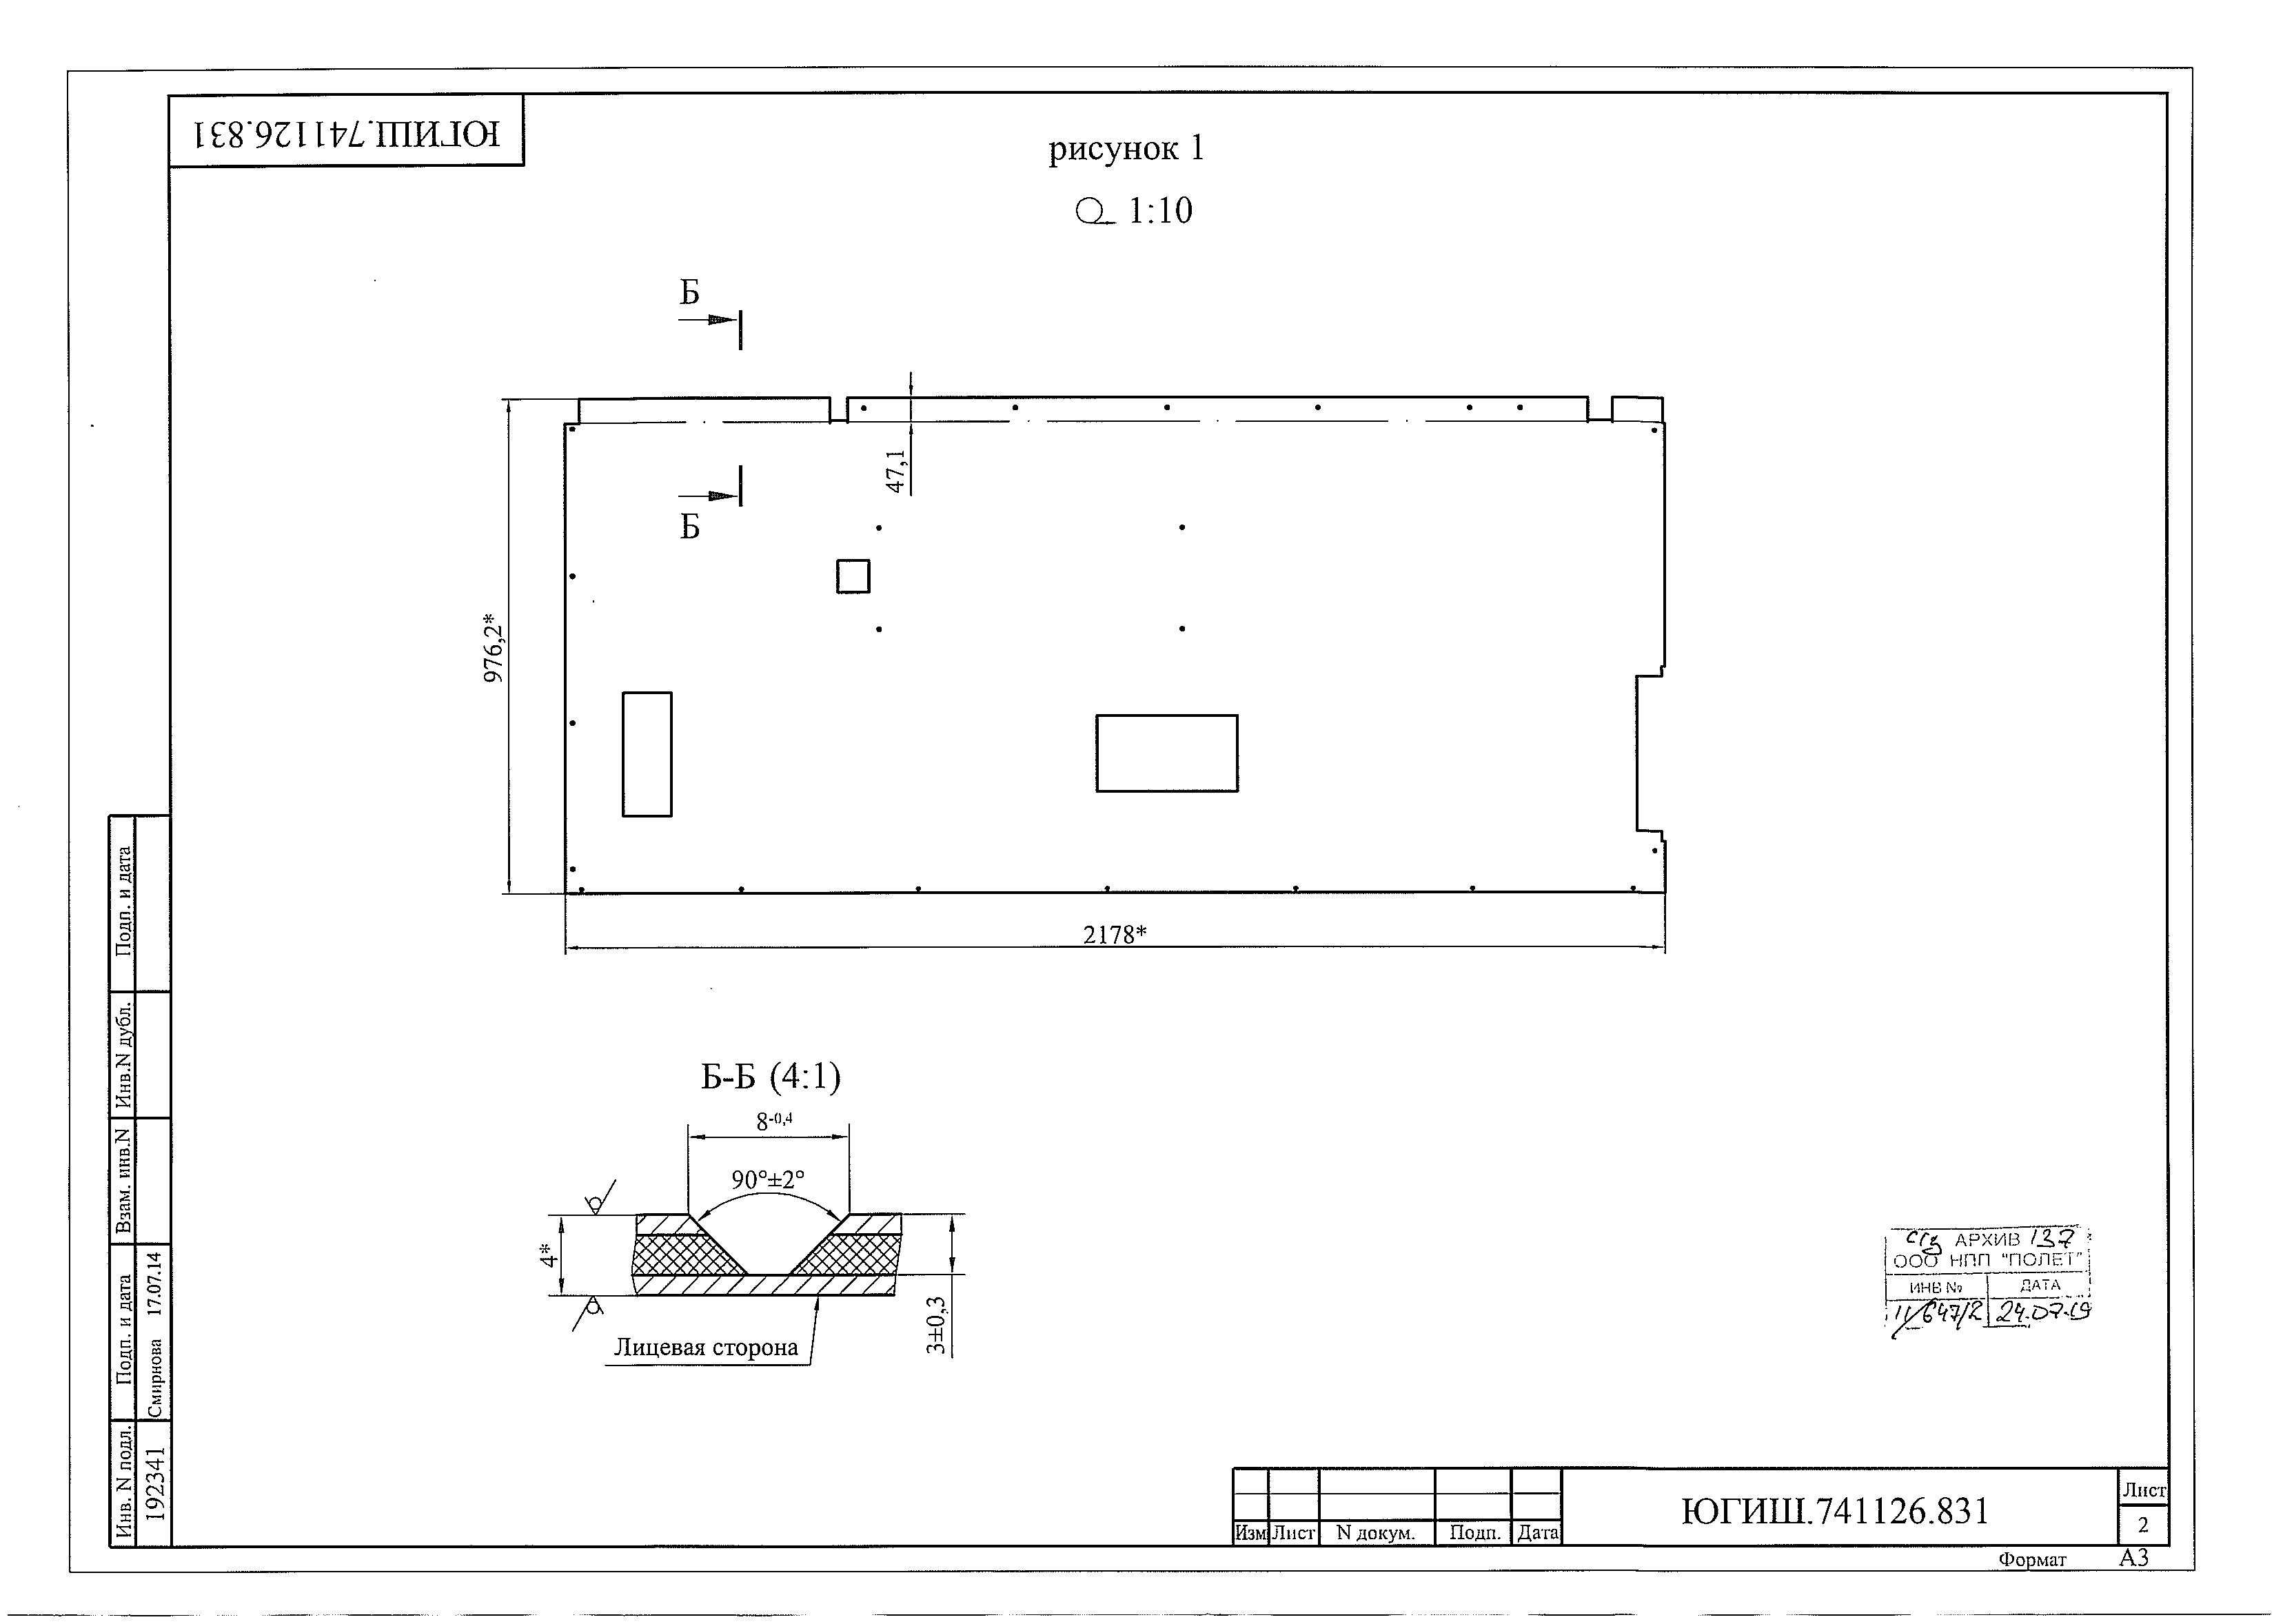 ЮГИШ.741126.831
рисунок 1
1:10
Б
47,1
Б
976,2*
2178*
Б-Б (4:1)
8-0,4
90°±2°
4*
3±0,3
Лицевая сторона
АРХИВ 137
ООО НПП "ПОЛЕТ"
ИНВ № ДАТА
11/647/2 24.07.19
Подп. и дата
Инв.N дубл.
Взам. инв.N
Подп. и дата
Смирнова 17.07.14
Инв. N подл.
192341
Изм Лист N докум. Подп. Дата
ЮГИШ.741126.831
Лист
2
Формат А3